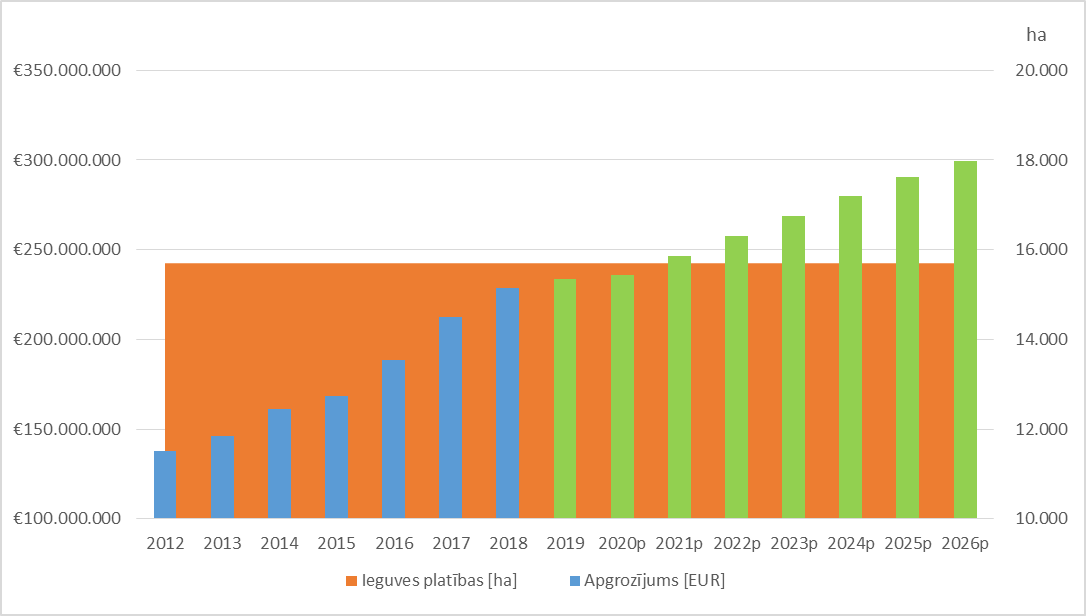 ha
€350.000.000 20.000
€300.000.000 18.000
€250.000.000 16.000
€200.000.000 14.000
€150.000.000 12.000
€100.000.000 10.000
2012 2013 2014 2015 2016 2017 2018 2019 2020p 2021p 2022p 2023p 2024p 2025p 2026p
Ieguves platības [ha] Apgrozījums [EUR]